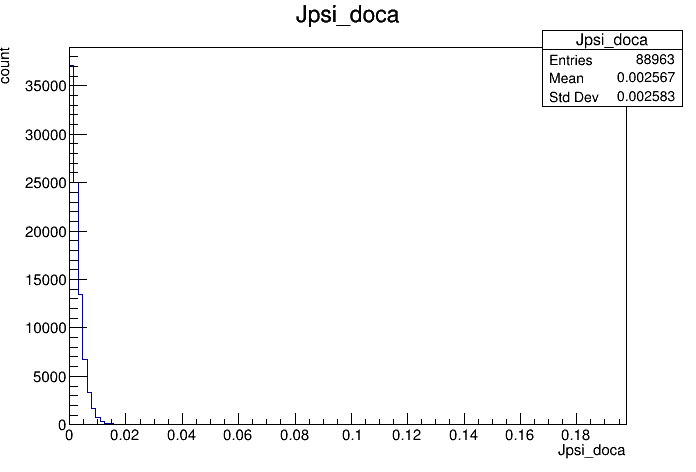 Jpsi_doca
count
Jpsi_doca
Entries 88963
Mean 0.002567
Std Dev 0.002583
35000
30000
25000
20000
15000
10000
5000
0
0 0.02 0.04 0.06 0.08 0.1 0.12 0.14 0.16 0.18
Jpsi_doca